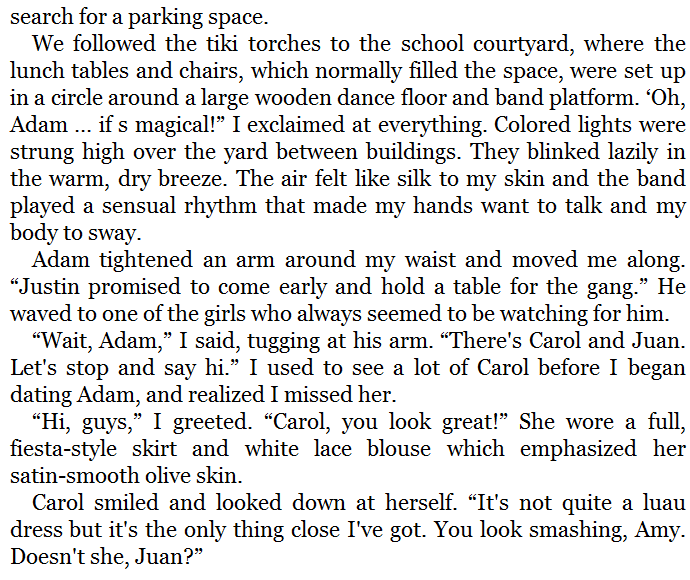 search for a parking space.
We followed the tiki torches to the school courtyard, where the
lunch tables and chairs, which normally filled the space, were set up
in a circle around a large wooden dance floor and band platform. ‘Oh,
Adam ... if s magical!” I exclaimed at everything. Colored lights were
strung high over the yard between buildings. They blinked lazily in
the warm, dry breeze. The air felt like silk to my skin and the band
played a sensual rhythm that made my hands want to talk and my
body to sway.
Adam tightened an arm around my waist and moved me along.
“Justin promised to come early and hold a table for the gang.” He
waved to one of the girls who always seemed to be watching for him.
“Wait, Adam,” I said, tugging at his arm. “There's Carol and Juan.
Let's stop and say hi.” I used to see a lot of Carol before I began
dating Adam, and realized I missed her.
“Hi, guys,” I greeted. “Carol, you look great!” She wore a full,
fiesta-style skirt and white lace blouse which emphasized her
satin-smooth olive skin.
Carol smiled and looked down at herself. “It's not quite a luau
dress but it's the only thing close I've got. You look smashing, Amy.
Doesn't she, Juan?”